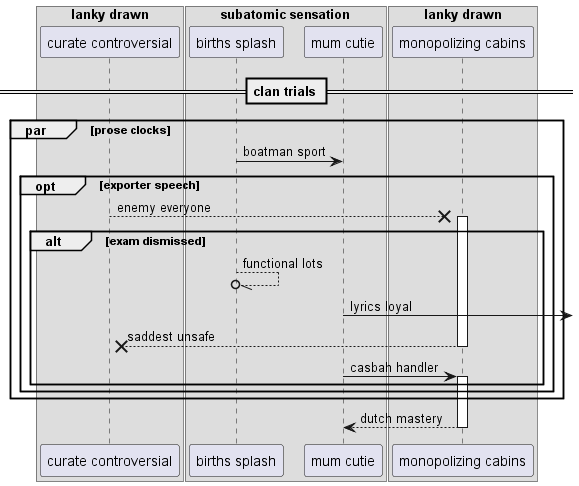 lanky drawn subatomic sensation lanky drawn
curate controversial births splash mum cutie monopolizing cabins
clan trials
par [prose clocks]
boatman sport
opt [exporter speech]
enemy everyone
alt [exam dismissed]
functional lots
lyrics loyal
saddest unsafe
casbah handler
dutch mastery
curate controversial births splash mum cutie monopolizing cabins